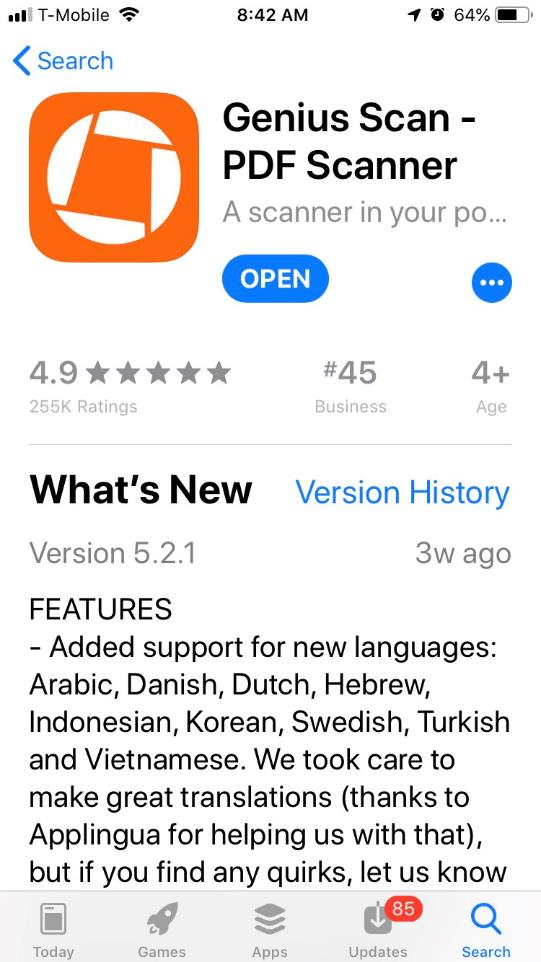 T-Mobile 8:42 AM 64%
Search
Genius Scan -
PDF Scanner
A scanner in your po...
OPEN
4.9 #45 4+
255K Ratings Business Age
What's New Version History
Version 5.2.1 3w ago
FEATURES
- Added support for new languages:
Arabic, Danish, Dutch, Hebrew,
Indonesian, Korean, Swedish, Turkish
and Vietnamese. We took care to
make great translations (thanks to
Applingua for helping us with that),
but if you find any quirks, let us know
85
Today Games Apps Updates Search